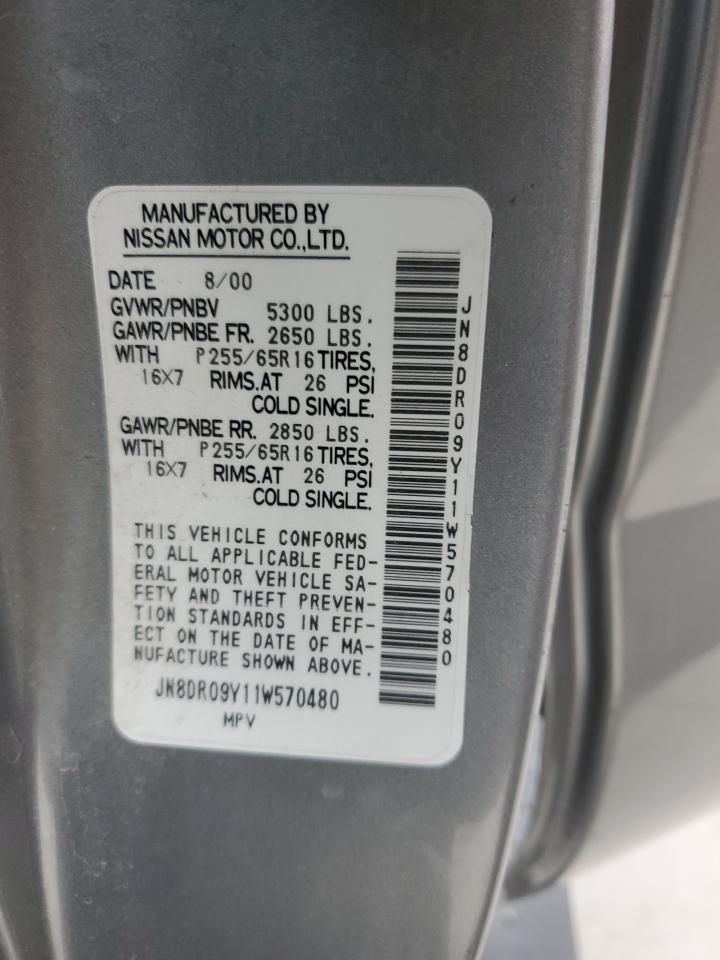 MANUFACTURED BY
NISSAN MOTOR CO.,LTD.
DATE 8/00
GVWR/PNBV 5300 LBS.
GAWR/PNBE FR. 2650 LBS.
WITH P255/65R16 TIRES,
16X7 RIMS.AT 26 PSI
COLD SINGLE.
GAWR/PNBE RR. 2850 LBS.
WITH P255/65R16 TIRES,
16X7 RIMS.AT 26 PSI
COLD SINGLE.
THIS VEHICLE CONFORMS
TO ALL APPLICABLE FED-
ERAL MOTOR VEHICLE SA-
FETY AND THEFT PREVEN-
TION STANDARDS IN EFF-
ECT ON THE DATE OF MA-
NUFACTURE SHOWN ABOVE.
JN8DR09Y11W570480
MPV
JN8DR09Y11W570480